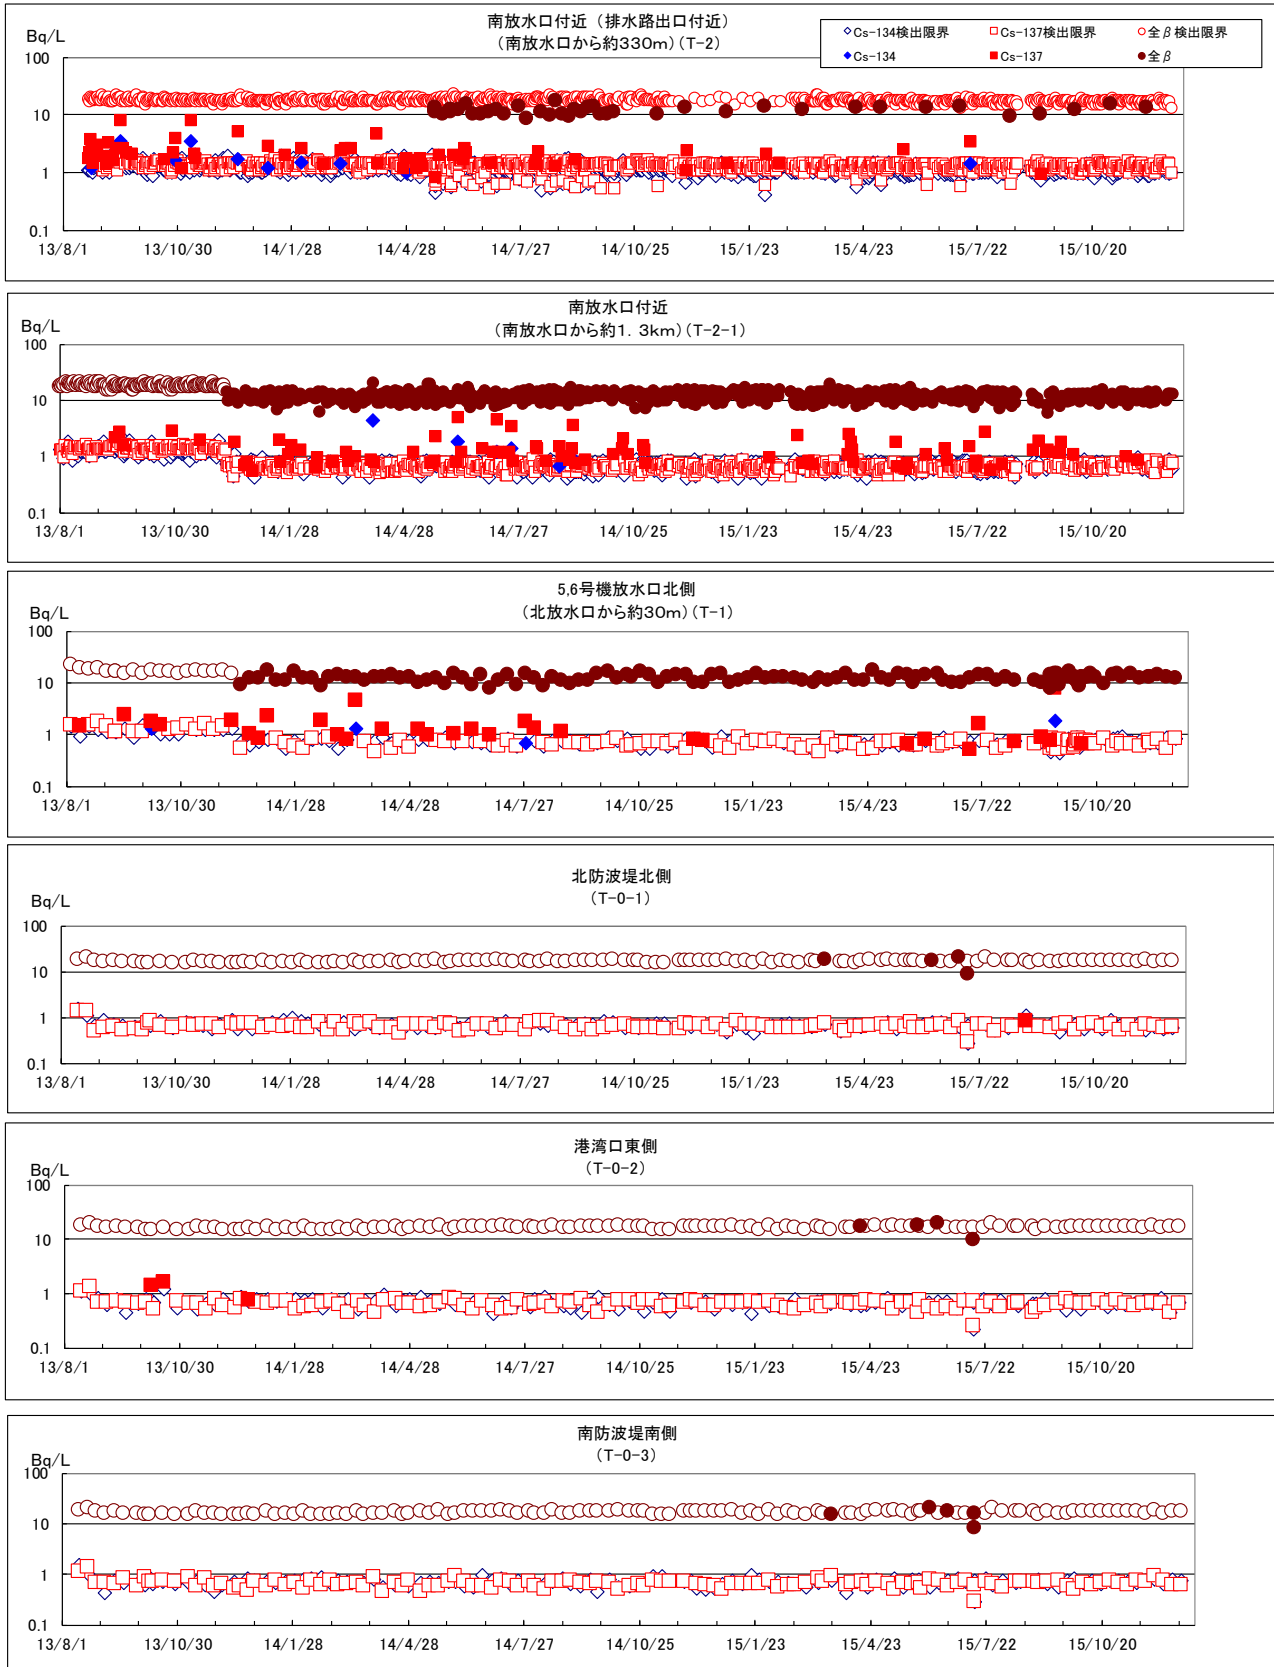 南放水口付近（排水路出口付近）
（南放水口から約330m）（T-2）
Bq/L
◇Cs-134検出限界 □Cs-137検出限界 ○全β検出限界
◆Cs-134 ■Cs-137 ●全β
100
10
1
0.1
13/8/1 13/10/30 14/1/28 14/4/28 14/7/27 14/10/25 15/1/23 15/4/23 15/7/22 15/10/20
南放水口付近
（南放水口から約1．3km）（T-2-1）
Bq/L
100
10
1
0.1
13/8/1 13/10/30 14/1/28 14/4/28 14/7/27 14/10/25 15/1/23 15/4/23 15/7/22 15/10/20
5,6号機放水口北側
（北放水口から約30m）（T-1）
Bq/L
100
10
1
0.1
13/8/1 13/10/30 14/1/28 14/4/28 14/7/27 14/10/25 15/1/23 15/4/23 15/7/22 15/10/20
北防波堤北側
（T-0-1）
Bq/L
100
10
1
0.1
13/8/1 13/10/30 14/1/28 14/4/28 14/7/27 14/10/25 15/1/23 15/4/23 15/7/22 15/10/20
港湾口東側
（T-0-2）
Bq/L
100
10
1
0.1
13/8/1 13/10/30 14/1/28 14/4/28 14/7/27 14/10/25 15/1/23 15/4/23 15/7/22 15/10/20
南防波堤南側
（T-0-3）
Bq/L
100
10
1
0.1
13/8/1 13/10/30 14/1/28 14/4/28 14/7/27 14/10/25 15/1/23 15/4/23 15/7/22 15/10/20